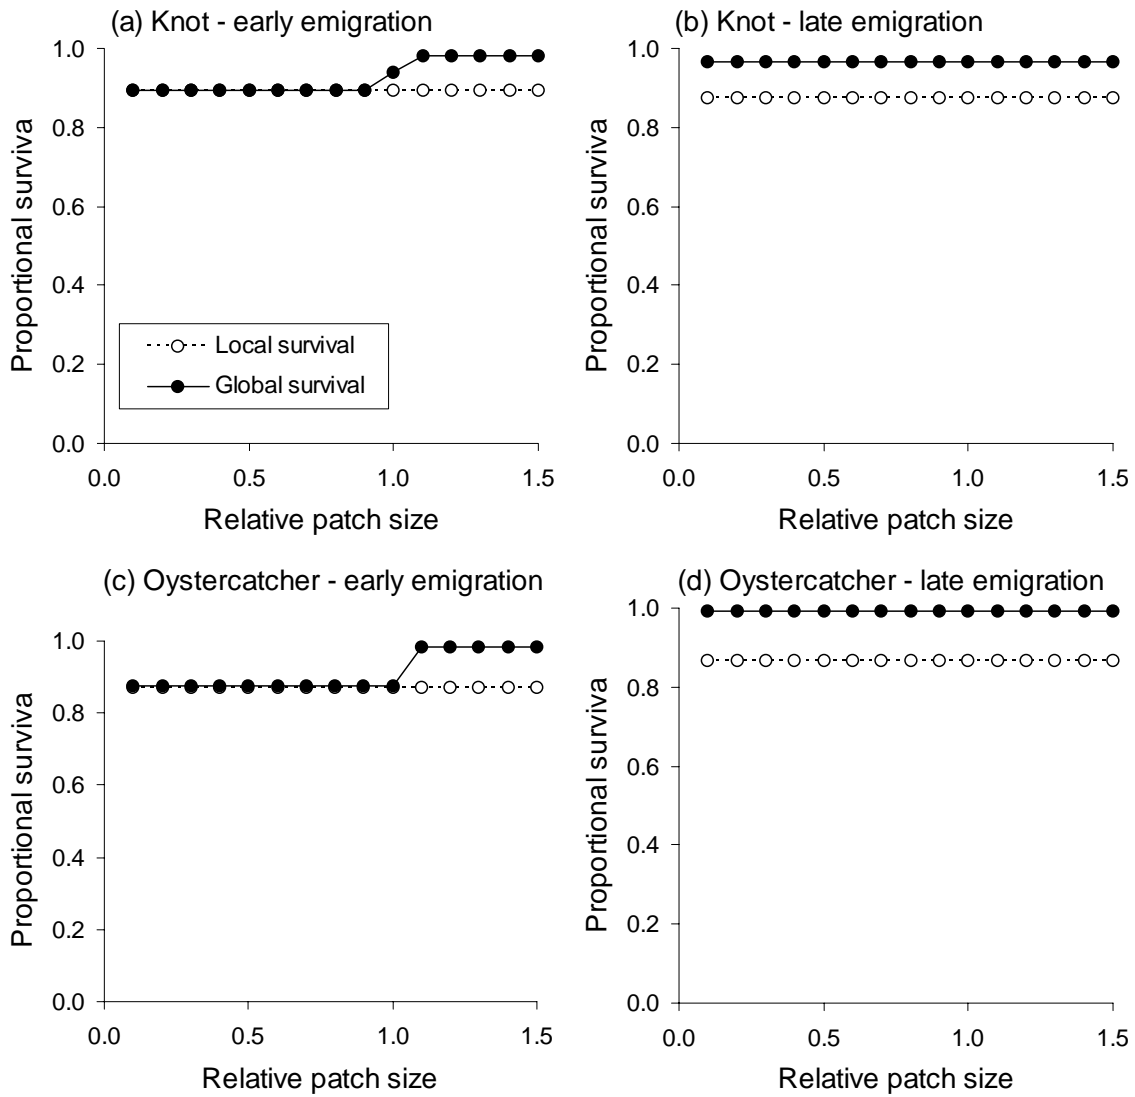 (a) Knot - early emigration
1.0
0.8
0.6
0.4
0.2
0.0
Proportional surviva
Local survival
Global survival
0.0 0.5 1.0 1.5
Relative patch size
(b) Knot - late emigration
1.0
0.8
0.6
0.4
0.2
0.0
Proportional surviva
0.0 0.5 1.0 1.5
Relative patch size
(c) Oystercatcher - early emigration
1.0
0.8
0.6
0.4
0.2
0.0
Proportional surviva
0.0 0.5 1.0 1.5
Relative patch size
(d) Oystercatcher - late emigration
1.0
0.8
0.6
0.4
0.2
0.0
Proportional surviva
0.0 0.5 1.0 1.5
Relative patch size